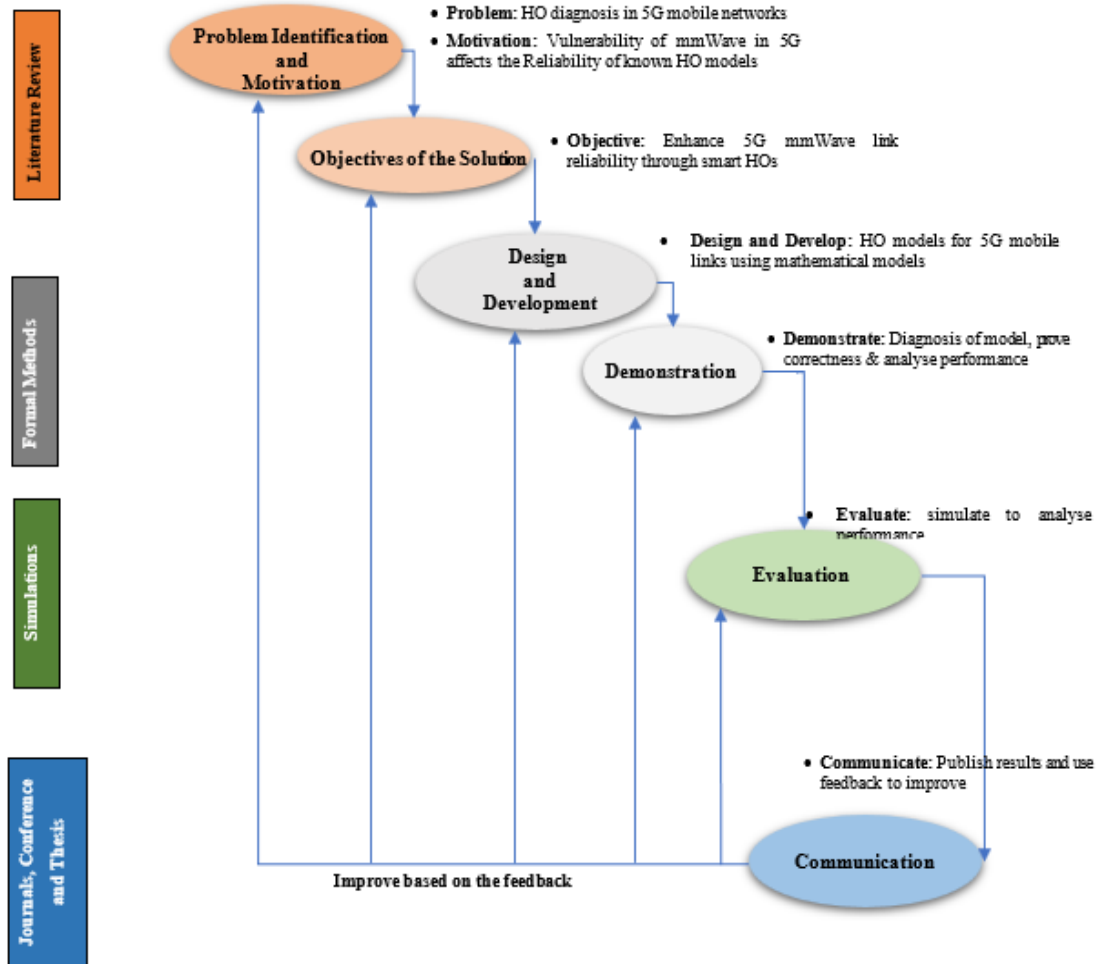 Literature Review
Problem Identification
and
Motivation
• Problem: HO diagnosis in 5G mobile networks
• Motivation: Vulnerability of mmWave in 5G
affects the Reliability of known HO models
Objectives of the Solution
• Objective: Enhance 5G mmWave link
reliability through smart HOs
Formal Methods
Design
and
Development
• Design and Develop: HO models for 5G mobile
links using mathematical models
Demonstration
• Demonstrate: Diagnosis of model, prove
correctness & analyse performance
Simulations
• Evaluate: simulate to analyse
performance
Evaluation
Journals, Conference
and Thesis
• Communicate: Publish results and use
feedback to improve
Communication
Improve based on the feedback